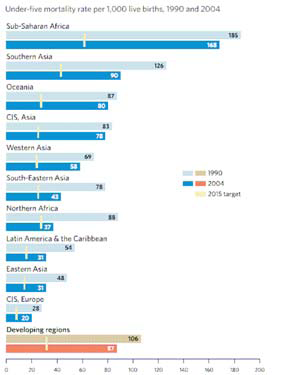 Under-five mortality rate per 1,000 live births, 1990 and 2004
Sub-Saharan Africa
185
168
Southern Asia
126
90
Oceania
87
80
CIS, Asia
83
78
Western Asia
69
58
South-Eastern Asia
78
43
Northern Africa
88
37
Latin America & the Caribbean
54
31
Eastern Asia
48
31
CIS, Europe
28
20
Developing regions
106
87
1990
2004
2015 target
0 20 40 60 80 100 120 140 160 180 200